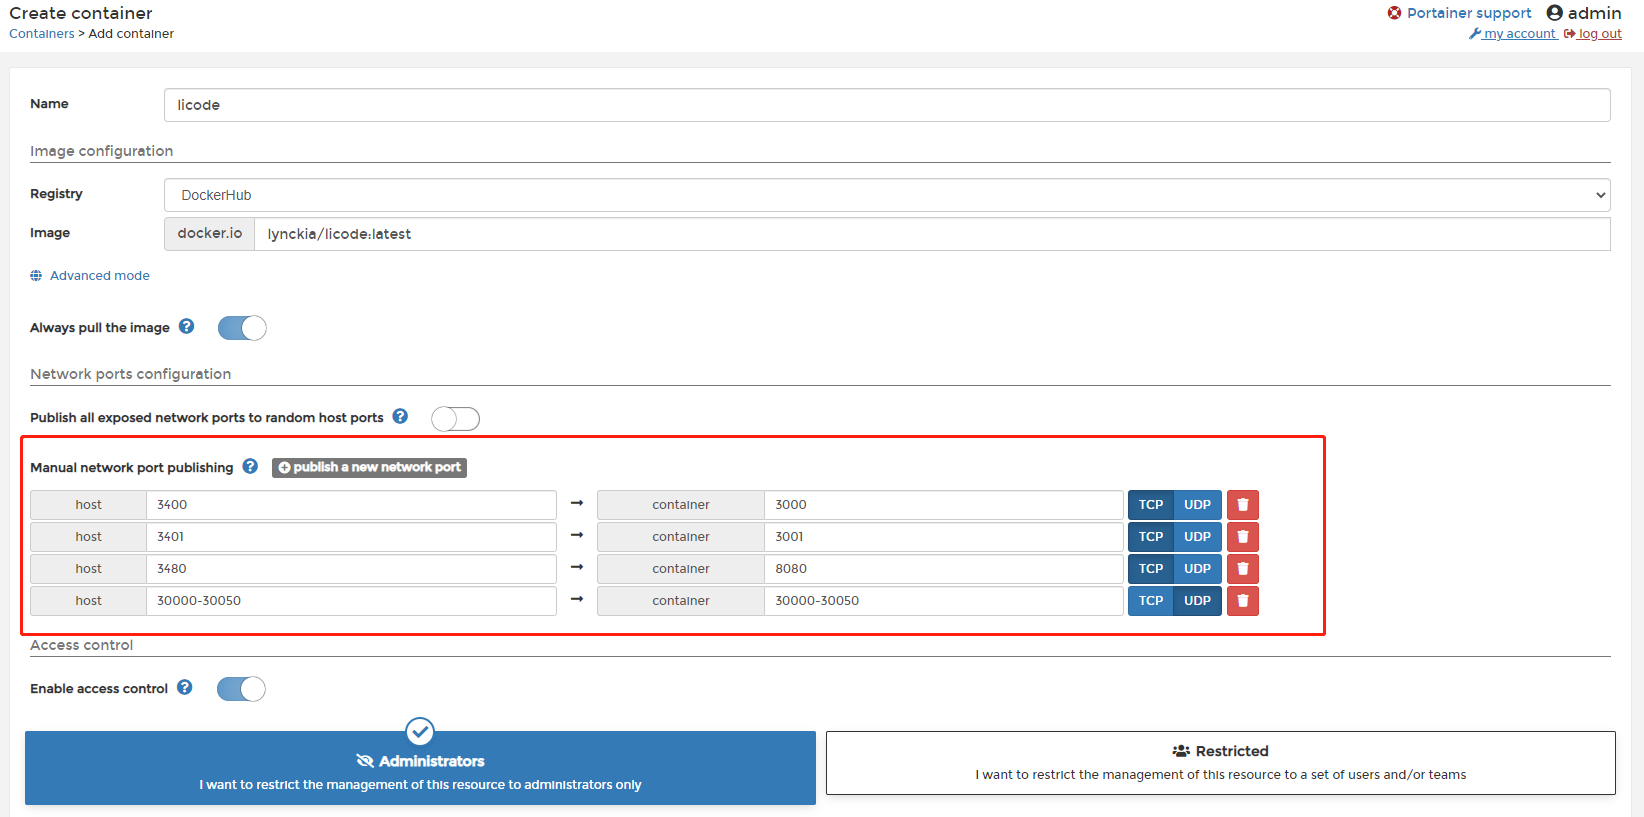 Create container
Portainer support admin
Containers > Add container
my account log out
Name licode
Image configuration
Registry DockerHub
Image docker.io lynckia/licode:latest
Advanced mode
Always pull the image
Network ports configuration
Publish all exposed network ports to random host ports
Manual network port publishing publish a new network port
host 3400 → container 3000 TCP UDP
host 3401 → container 3001 TCP UDP
host 3480 → container 8080 TCP UDP
host 30000-30050 → container 30000-30050 TCP UDP
Access control
Enable access control
Administrators
I want to restrict the management of this resource to administrators only
Restricted
I want to restrict the management of this resource to a set of users and/or teams